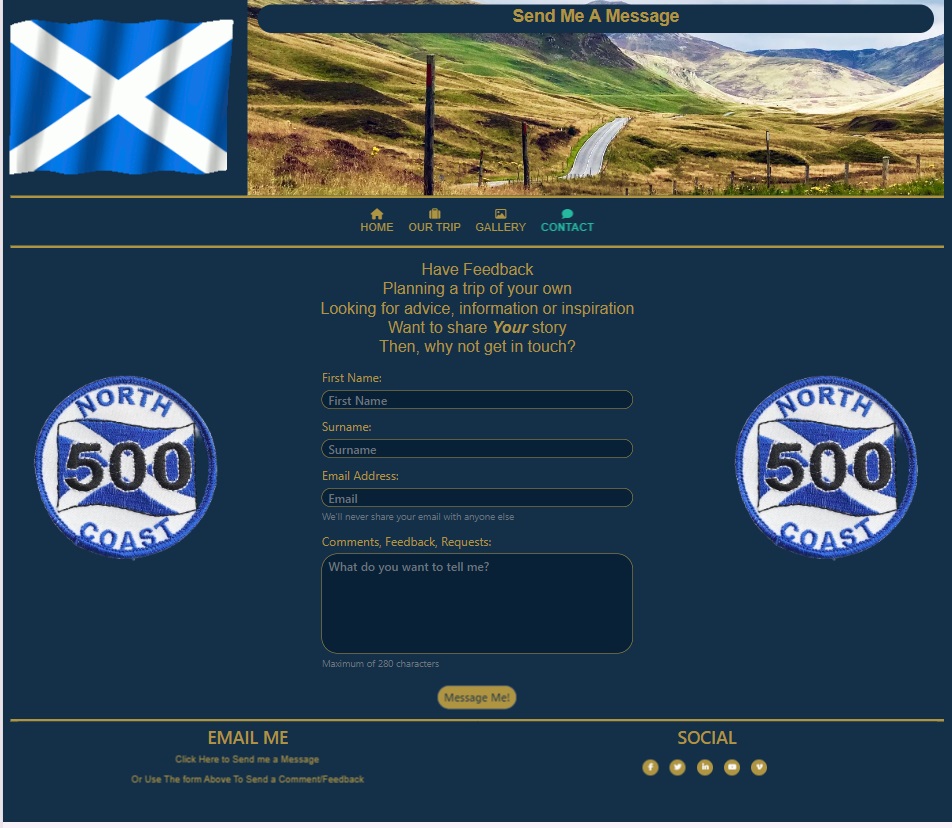 Send Me A Message
HOME
OUR TRIP
GALLERY
CONTACT
Have Feedback
Planning a trip of your own
Looking for advice, information or inspiration
Want to share Your story
Then, why not get in touch?
First Name:
First Name
Surname:
Surname
Email Address:
Email
We'll never share your email with anyone else
Comments, Feedback, Requests:
What do you want to tell me?
Maximum of 280 characters
Message Me!
NORTH
500
COAST
NORTH
500
COAST
EMAIL ME
Click Here to Send me a Message
Or Use The form Above To Send a Comment/Feedback
SOCIAL